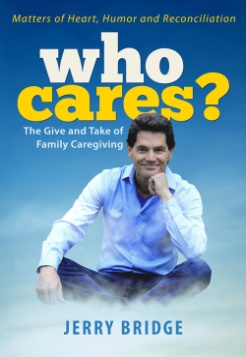 Matters of Heart, Humor and Reconciliation
who
cares?
The Give and Take of
Family Caregiving
JERRY BRIDGE